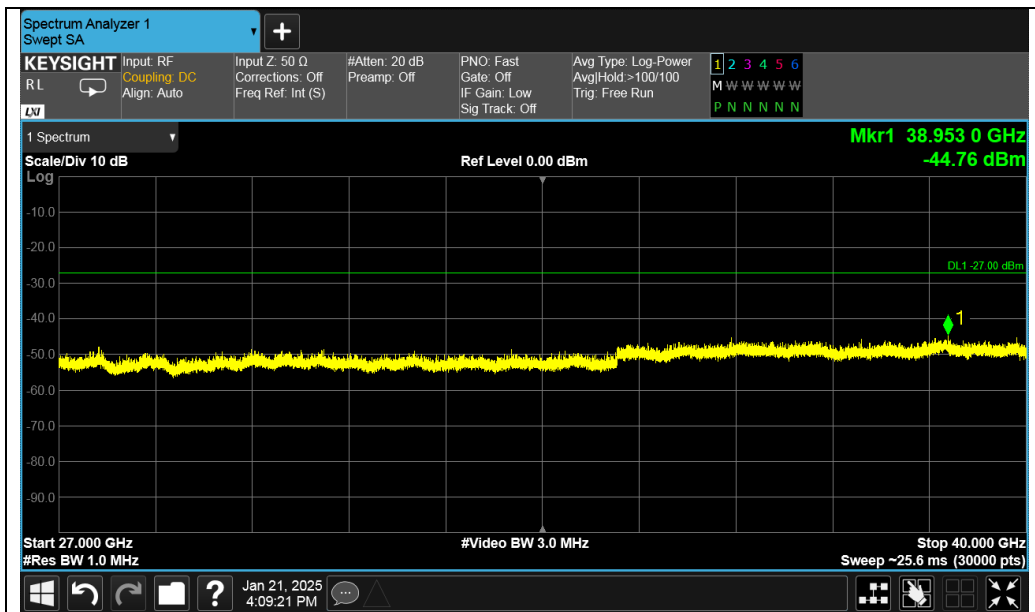 Spectrum Analyzer 1
Swept SA
+
KEYSIGHT
R L
LXI
Input: RF
Coupling: DC
Align: Auto
Input Z: 50 Ω
Corrections: Off
Freq Ref: Int (S)
#Atten: 20 dB
Preamp: Off
PNO: Fast
Gate: Off
IF Gain: Low
Sig Track: Off
Avg Type: Log-Power
Avg|Hold:>100/100
Trig: Free Run
1 2 3 4 5 6
M W W W W W
P N N N N N
1 Spectrum
Mkr1 38.953 0 GHz
Scale/Div 10 dB
Ref Level 0.00 dBm
-44.76 dBm
Log
-10.0
-20.0
DL1 -27.00 dBm
-30.0
-40.0
1
-50.0
-60.0
-70.0
-80.0
-90.0
Start 27.000 GHz
#Video BW 3.0 MHz
Stop 40.000 GHz
#Res BW 1.0 MHz
Sweep ~25.6 ms (30000 pts)
?
Jan 21, 2025
4:09:21 PM